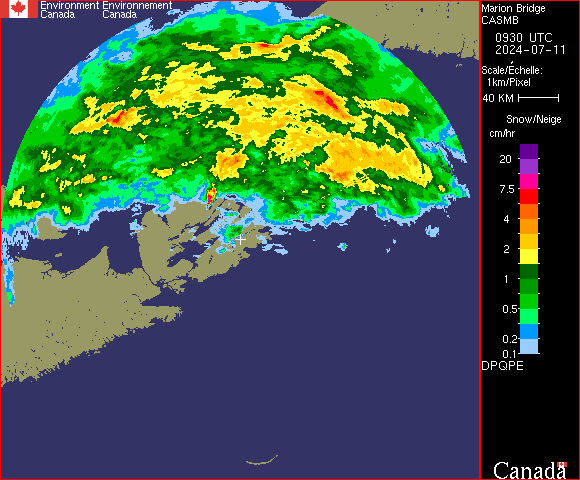 Environment Environnement
Canada Canada
Marion Bridge
CASMB
0930 UTC
2024-07-11
Scale/Échelle:
1km/Pixel
40 KM
Snow/Neige
cm/hr
20
7.5
4
2
1
0.5
0.2
0.1
DPQPE
Canada